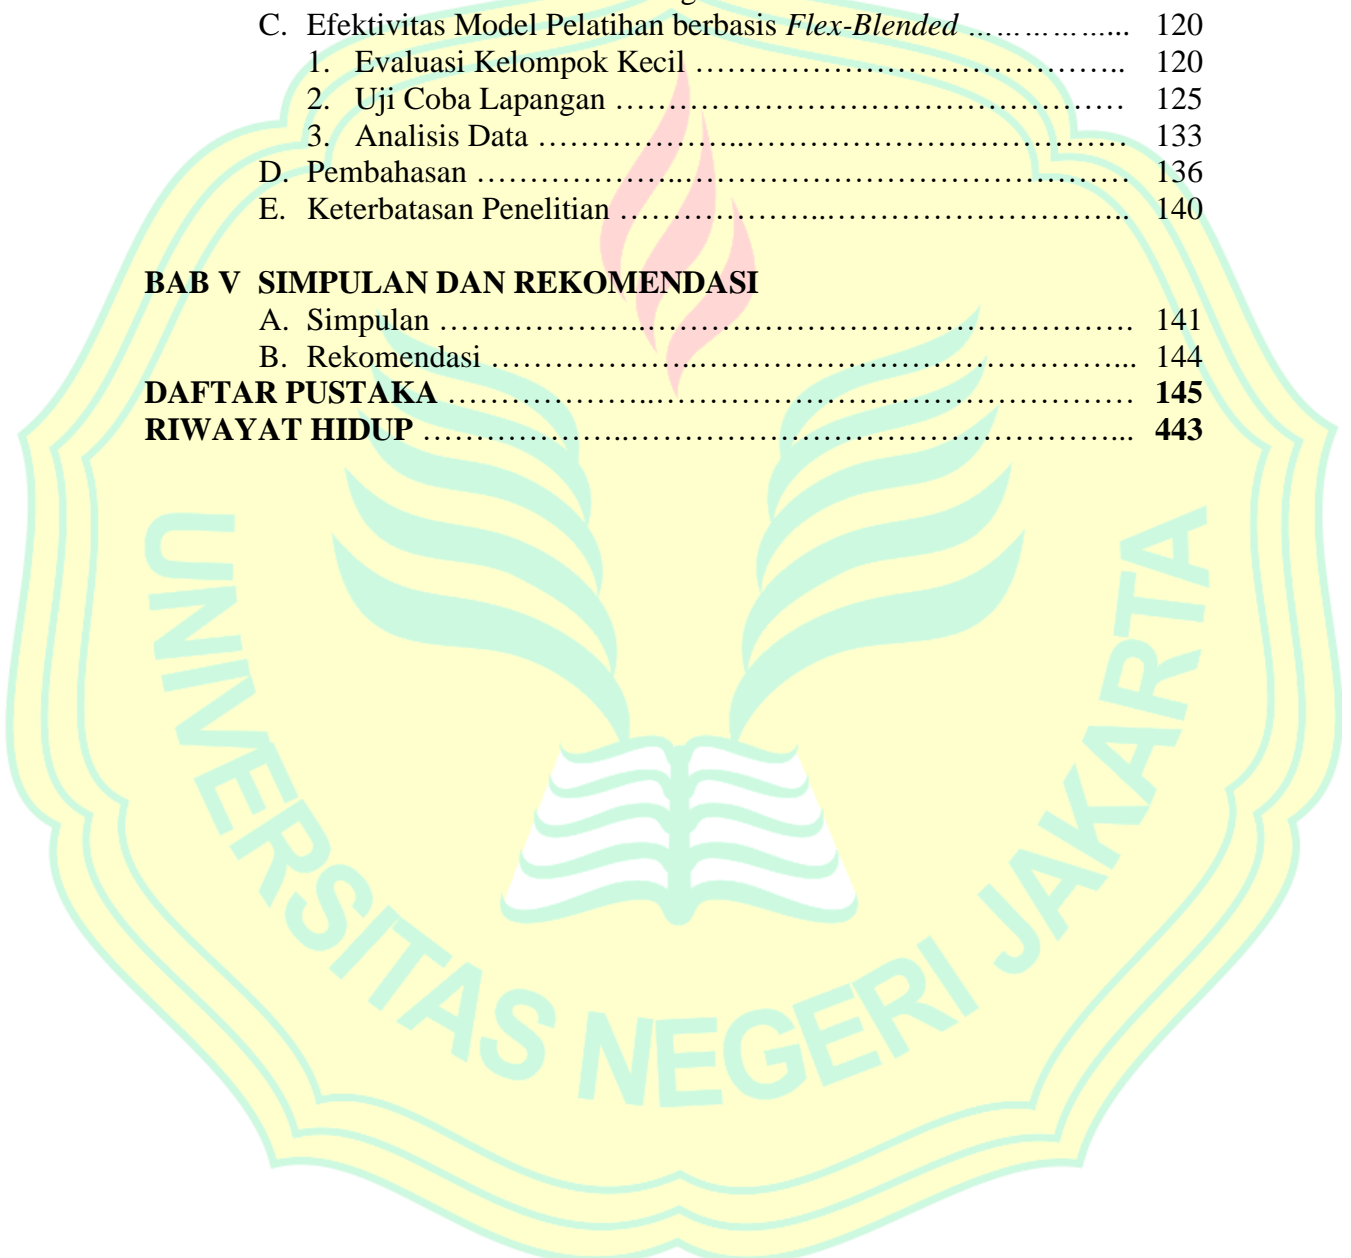 C. Efektivitas Model Pelatihan berbasis Flex-Blended …………….. 120
1. Evaluasi Kelompok Kecil ………………………………….. 120
2. Uji Coba Lapangan ………………………………………… 125
3. Analisis Data ………………..……………………………… 133
D. Pembahasan ………………..…………………………………… 136
E. Keterbatasan Penelitian ………………..……………………….. 140
BAB V SIMPULAN DAN REKOMENDASI
A. Simpulan ………………..………………………………………. 141
B. Rekomendasi ………………..…………………………………... 144
DAFTAR PUSTAKA ………………..……………………………………… 145
RIWAYAT HIDUP ………………..………………………………………... 443
UNIVERSITAS NEGERI JAKARTA